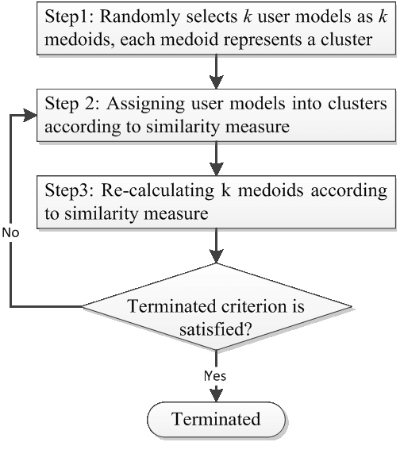 Step1: Randomly selects k user models as k
medoids, each medoid represents a cluster
Step 2: Assigning user models into clusters
according to similarity measure
Step3: Re-calculating k medoids according
to similarity measure
No
Terminated criterion is
satisfied?
Yes
Terminated